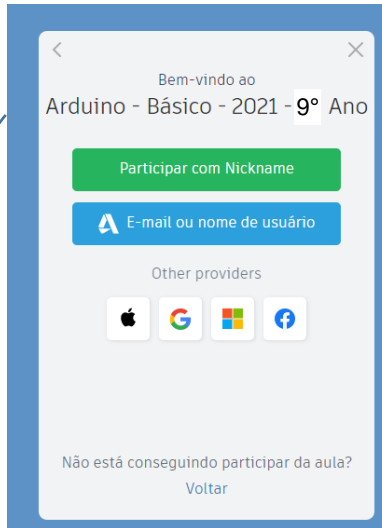 Bem-vindo ao
Arduino - Básico - 2021 - 9° Ano
Participar com Nickname
E-mail ou nome de usuário
Other providers
Não está conseguindo participar da aula?
Voltar